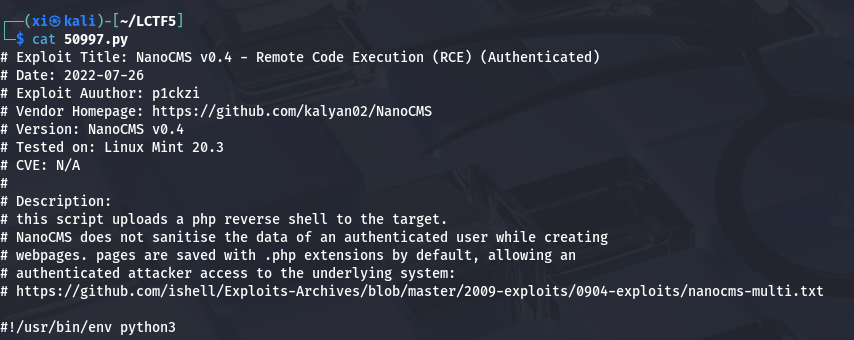 ┌──(xi㉿kali)-[~/LCTF5]
└─$ cat 50997.py
# Exploit Title: NanoCMS v0.4 - Remote Code Execution (RCE) (Authenticated)
# Date: 2022-07-26
# Exploit Auuthor: p1ckzi
# Vendor Homepage: https://github.com/kalyan02/NanoCMS
# Version: NanoCMS v0.4
# Tested on: Linux Mint 20.3
# CVE: N/A
#
# Description:
# this script uploads a php reverse shell to the target.
# NanoCMS does not sanitise the data of an authenticated user while creating
# webpages. pages are saved with .php extensions by default, allowing an
# authenticated attacker access to the underlying system:
# https://github.com/ishell/Exploits-Archives/blob/master/2009-exploits/0904-exploits/nanocms-multi.txt
#!/usr/bin/env python3